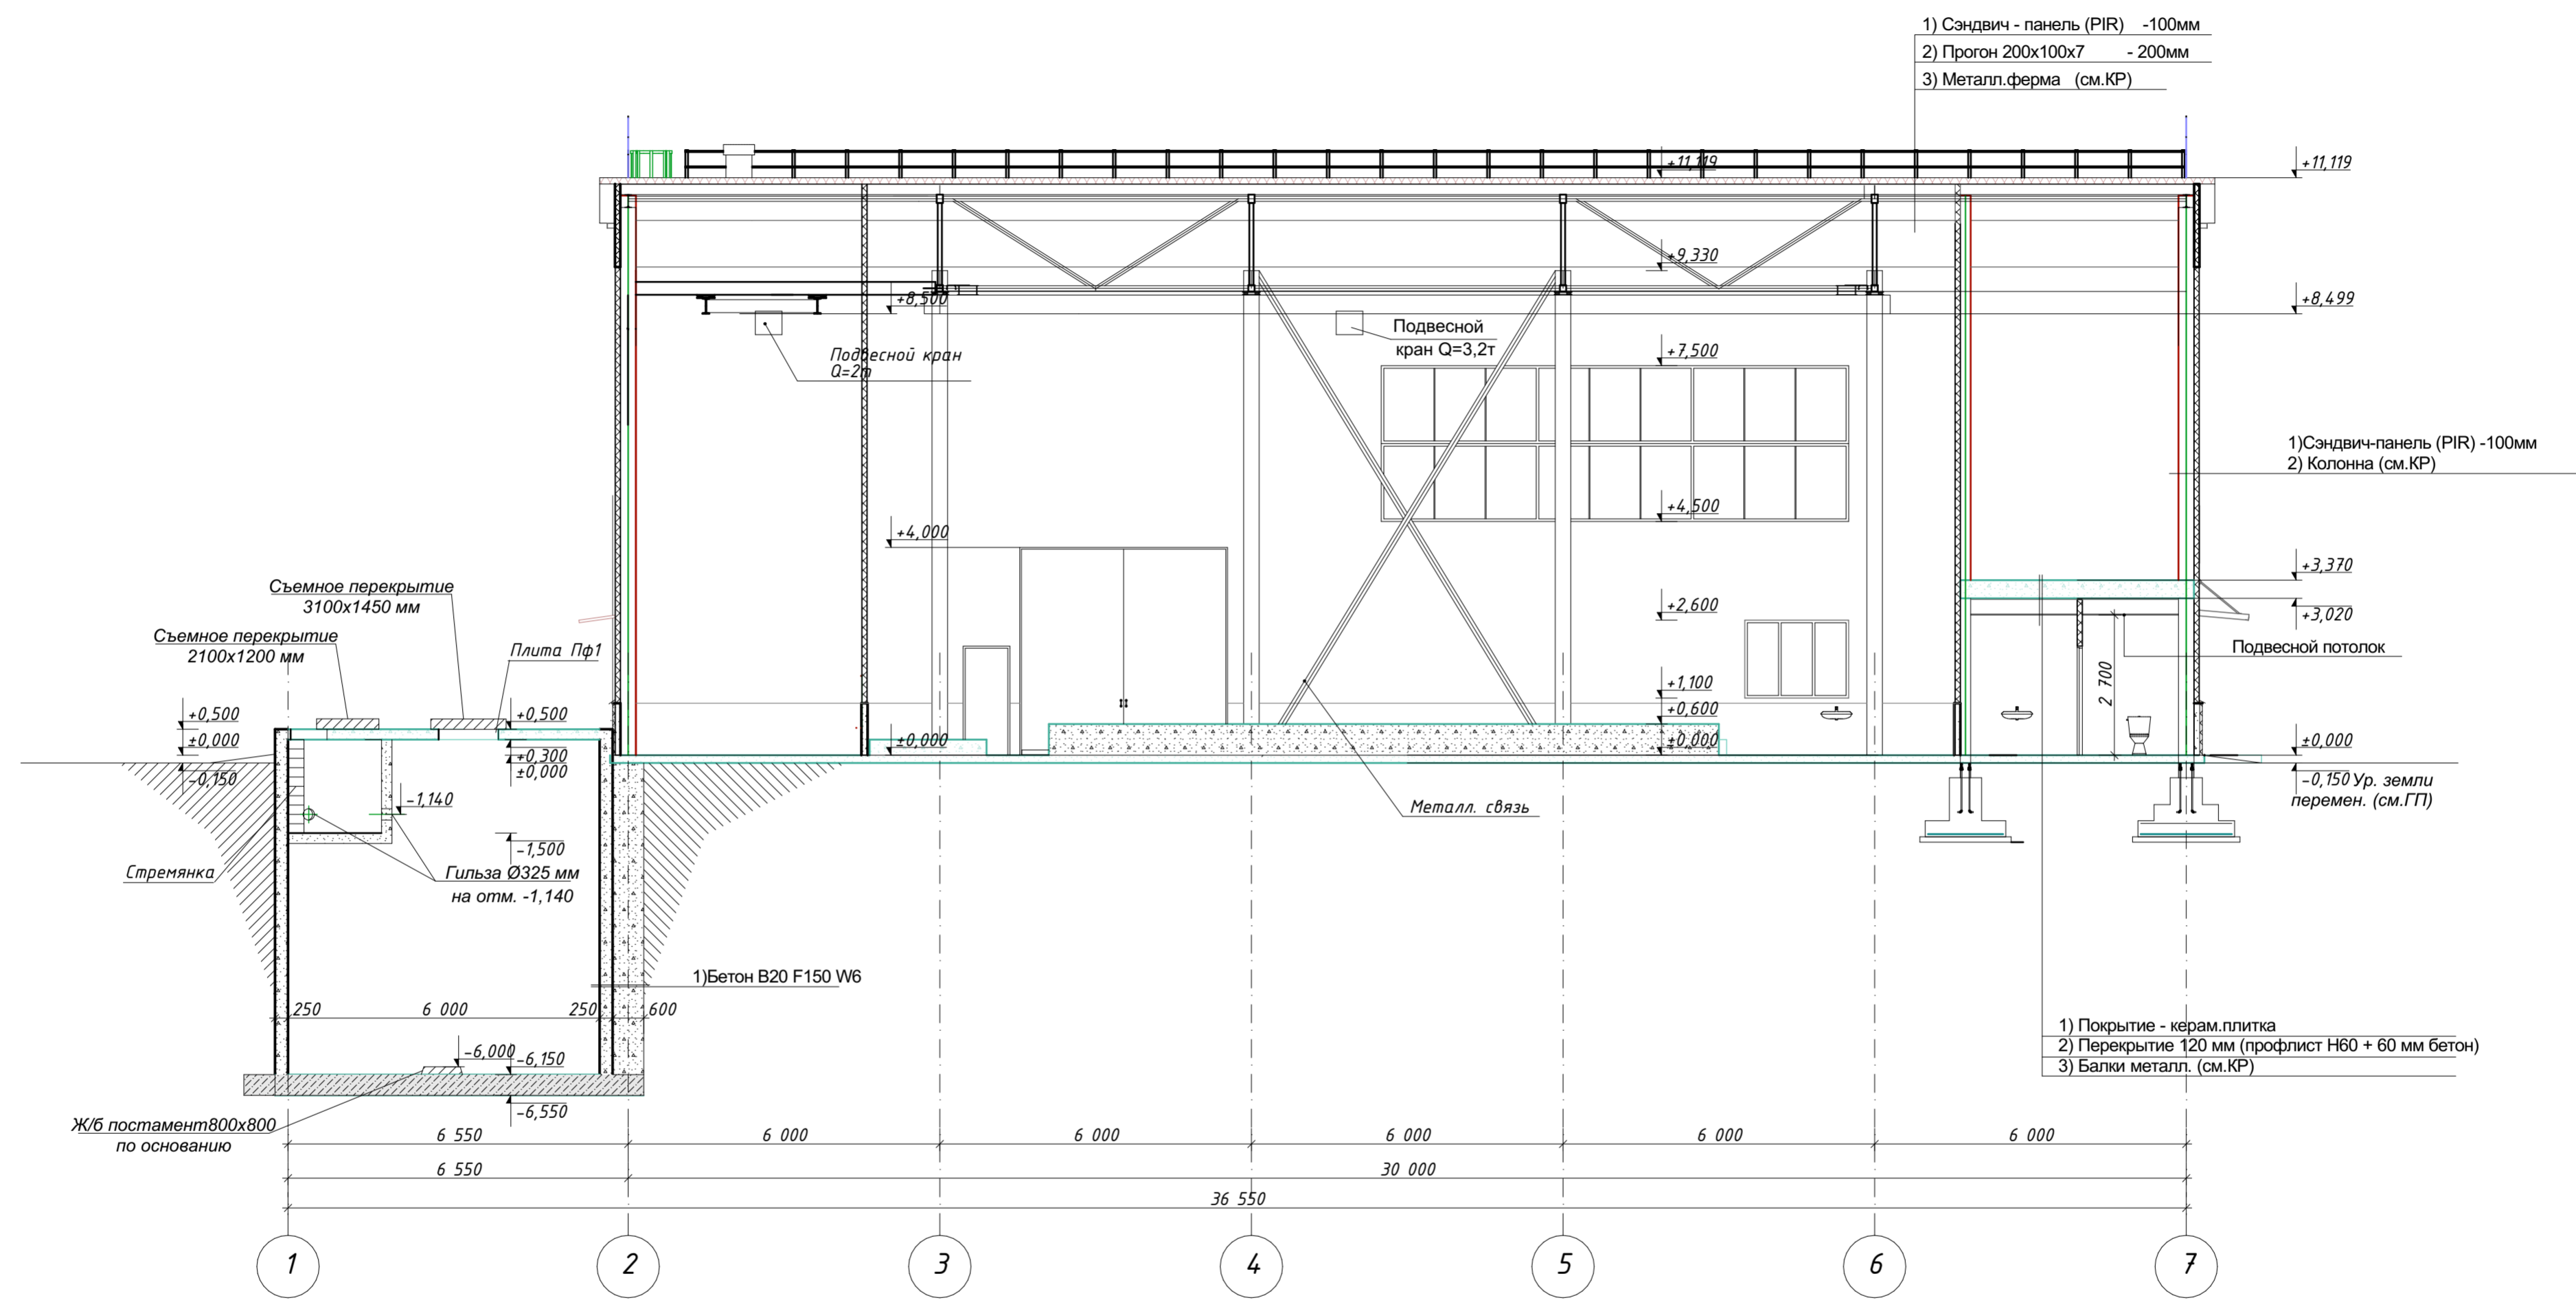 1) Сэндвич - панель (PIR) -100мм
2) Прогон 200х100х7 - 200мм
3) Металл.ферма (см.КР)
+11,119
+11,119
+9,330
+8,500
+8,499
Подвесной кран
Q=2т
Подвесной
кран Q=3,2т
+7,500
1)Сэндвич-панель (PIR) -100мм
2) Колонна (см.КР)
+4,500
+4,000
+3,370
+3,020
Съемное перекрытие
3100х1450 мм
+2,600
Съемное перекрытие
2100х1200 мм
Плита Пф1
Подвесной потолок
2 700
+1,100
+0,600
+0,500
+0,500
±0,000
±0,000
±0,000
±0,000
+0,300
±0,000
-0,150
-0,150 Ур. земли
перемен. (см.ГП)
-1,140
Металл. связь
-1,500
Стремянка
Гильза Ø325 мм
на отм. -1,140
1)Бетон В20 F150 W6
250
6 000
250
600
1) Покрытие - керам.плитка
2) Перекрытие 120 мм (профлист Н60 + 60 мм бетон)
3) Балки металл. (см.КР)
-6,000
-6,150
-6,550
Ж/б постамент800х800
по основанию
6 550
6 000
6 000
6 000
6 000
6 000
6 550
30 000
36 550
1
2
3
4
5
6
7